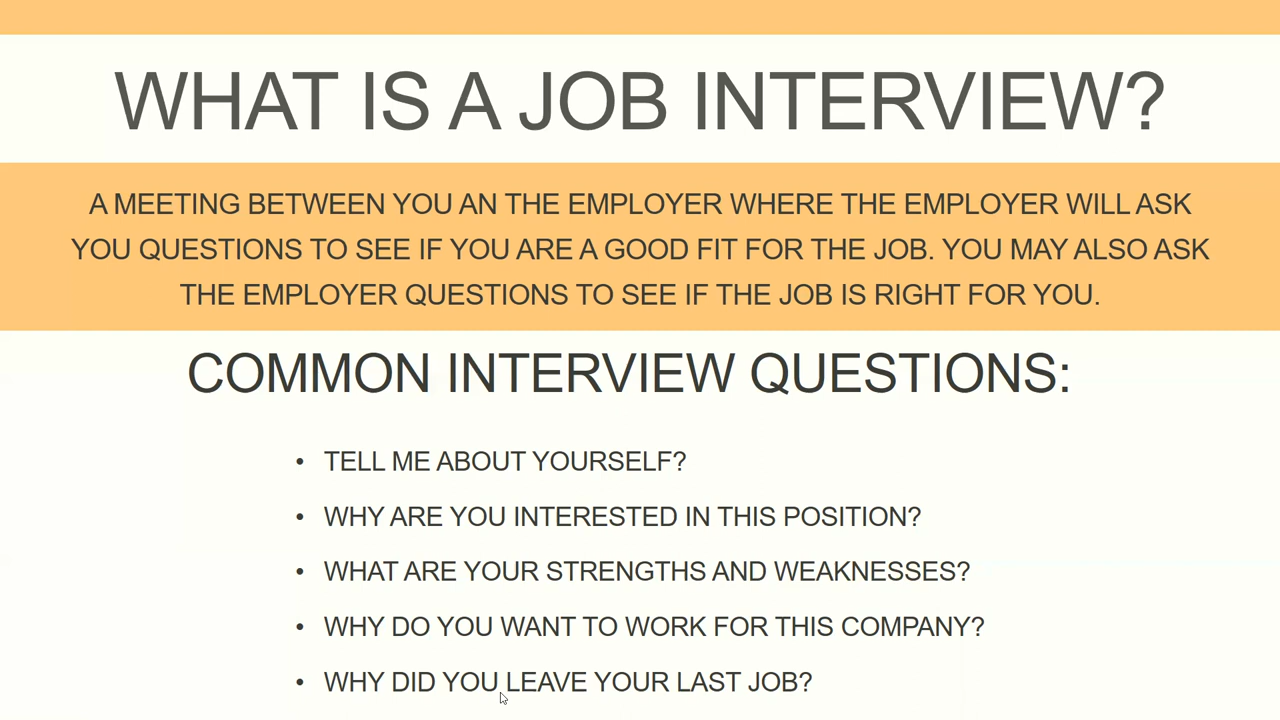 WHAT IS A JOB INTERVIEW?
A MEETING BETWEEN YOU AN THE EMPLOYER WHERE THE EMPLOYER WILL ASK
YOU QUESTIONS TO SEE IF YOU ARE A GOOD FIT FOR THE JOB. YOU MAY ALSO ASK
THE EMPLOYER QUESTIONS TO SEE IF THE JOB IS RIGHT FOR YOU.
COMMON INTERVIEW QUESTIONS:
• TELL ME ABOUT YOURSELF?
• WHY ARE YOU INTERESTED IN THIS POSITION?
• WHAT ARE YOUR STRENGTHS AND WEAKNESSES?
• WHY DO YOU WANT TO WORK FOR THIS COMPANY?
• WHY DID YOU LEAVE YOUR LAST JOB?